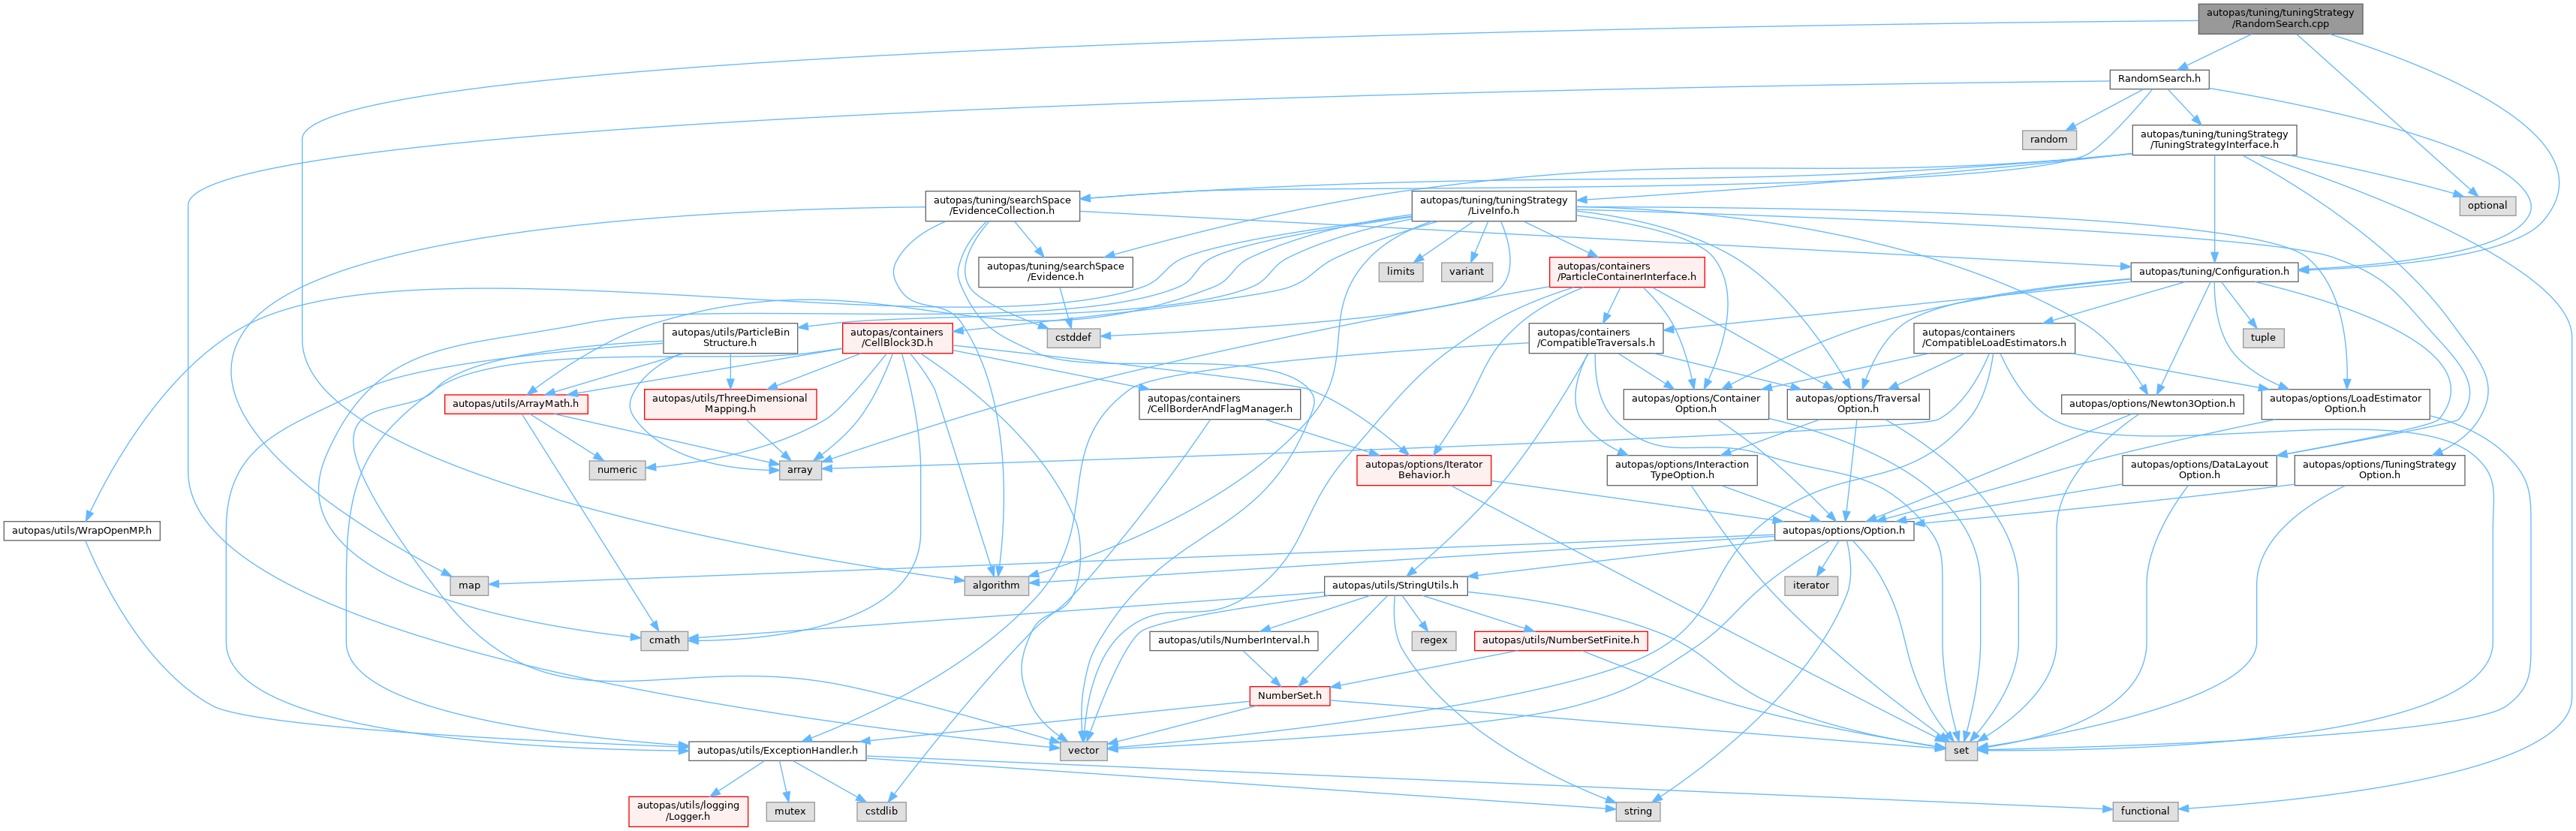 autopas/tuning/tuningStrategy
/RandomSearch.cpp
RandomSearch.h
random
autopas/tuning/tuningStrategy
/TuningStrategyInterface.h
autopas/tuning/searchSpace
/EvidenceCollection.h
autopas/tuning/tuningStrategy
/LiveInfo.h
optional
autopas/tuning/searchSpace
/Evidence.h
limits
variant
autopas/containers
/ParticleContainerInterface.h
autopas/tuning/Configuration.h
autopas/utils/ParticleBin
Structure.h
autopas/containers
/CellBlock3D.h
cstddef
autopas/containers
/CompatibleTraversals.h
autopas/containers
/CompatibleLoadEstimators.h
tuple
autopas/utils/ArrayMath.h
autopas/utils/ThreeDimensional
Mapping.h
autopas/containers
/CellBorderAndFlagManager.h
autopas/options/Container
Option.h
autopas/options/Traversal
Option.h
autopas/options/Newton3Option.h
autopas/options/LoadEstimator
Option.h
numeric
array
autopas/options/Iterator
Behavior.h
autopas/options/Interaction
TypeOption.h
autopas/options/DataLayout
Option.h
autopas/options/TuningStrategy
Option.h
autopas/utils/WrapOpenMP.h
autopas/options/Option.h
map
algorithm
autopas/utils/StringUtils.h
iterator
cmath
autopas/utils/NumberInterval.h
regex
autopas/utils/NumberSetFinite.h
NumberSet.h
autopas/utils/ExceptionHandler.h
vector
set
autopas/utils/logging
/Logger.h
mutex
cstdlib
string
functional